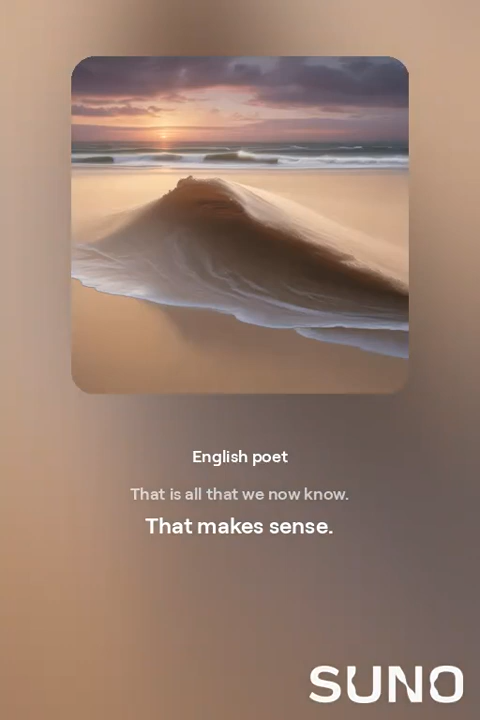 English poet
That is all that we now know.
That makes sense.
SUNO